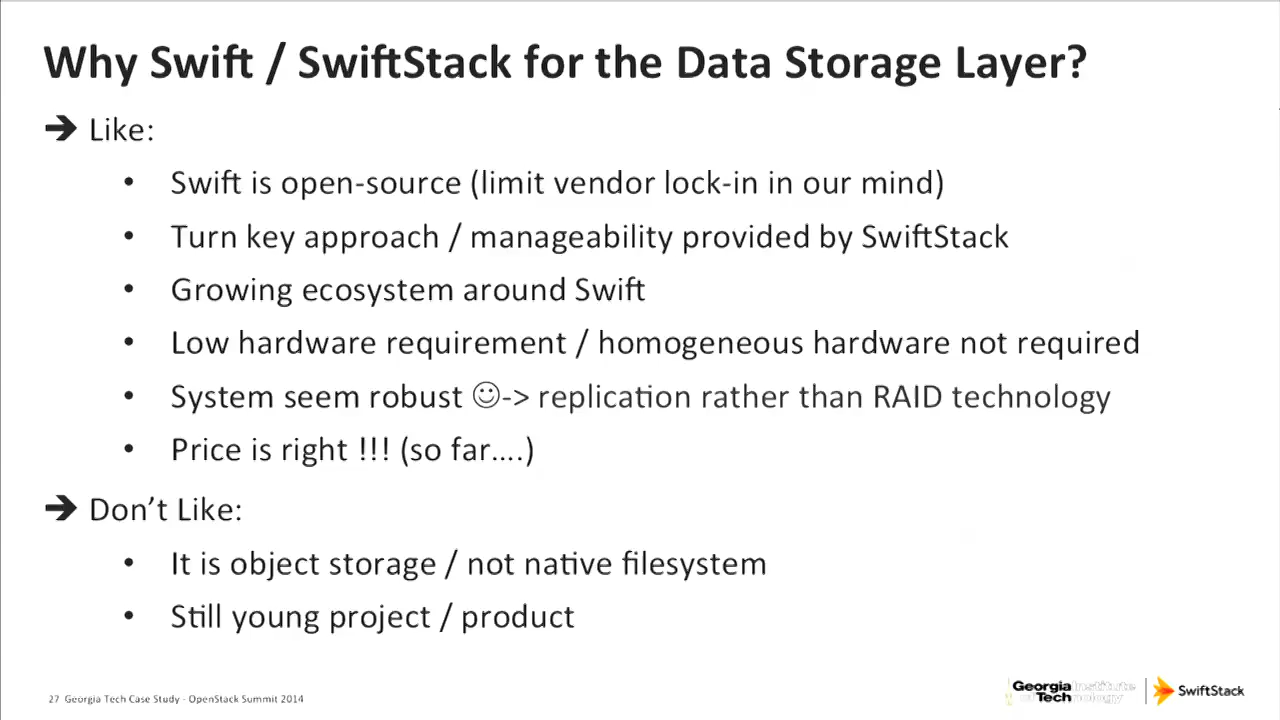 Why Swift / SwiftStack for the Data Storage Layer?
➔ Like:
• Swift is open-source (limit vendor lock-in in our mind)
• Turn key approach / manageability provided by SwiftStack
• Growing ecosystem around Swift
• Low hardware requirement / homogeneous hardware not required
• System seem robust ☺-> replication rather than RAID technology
• Price is right !!! (so far....)
➔ Don’t Like:
• It is object storage / not native filesystem
• Still young project / product
27 Georgia Tech Case Study - OpenStack Summit 2014
Georgia Institute
of Technology
SwiftStack